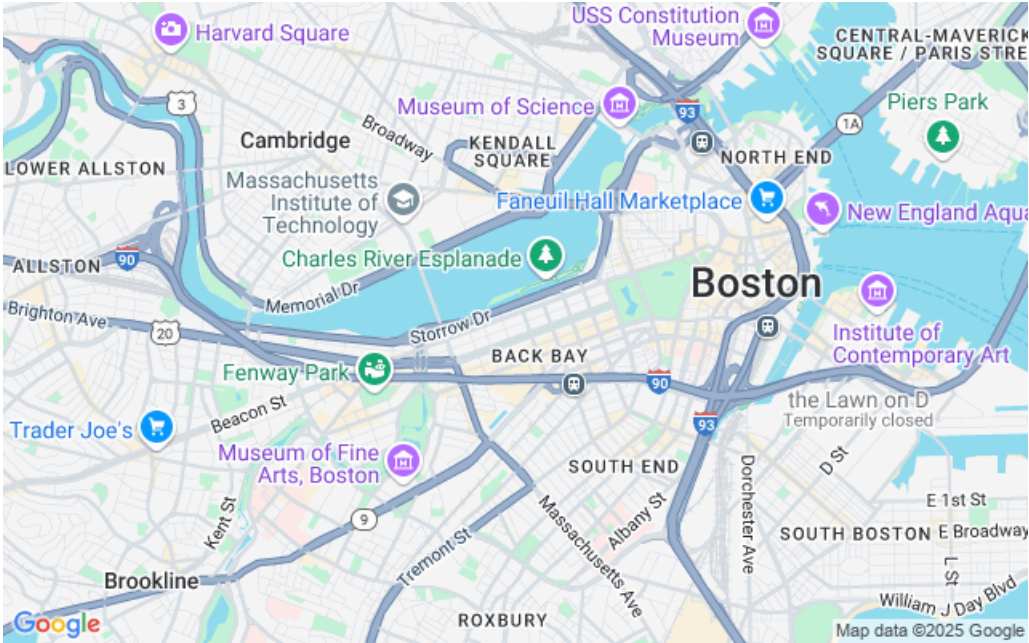 Harvard Square
USS Constitution
Museum
CENTRAL-MAVERICK
SQUARE / PARIS STRE
3
Museum of Science
93
Piers Park
1A
Broadway
Cambridge
KENDALL
SQUARE
NORTH END
LOWER ALLSTON
Massachusetts
Institute of
Technology
Faneuil Hall Marketplace
New England Aqua
Charles River Esplanade
90
ALLSTON
Boston
Memorial Dr
Brighton Ave
20
Storrow Dr
Institute of
Contemporary Art
BACK BAY
Fenway Park
90
the Lawn on D
Temporarily closed
Beacon St
93
Trader Joe's
Museum of Fine
Arts, Boston
SOUTH END
D St
Dorchester Ave
Kent St
9
Massachusetts Ave
Albany St
E 1st St
SOUTH BOSTON
E Broadway
Tremont St
L St
Brookline
William J Day Blvd
ROXBURY
Google
Map data ©2025 Google